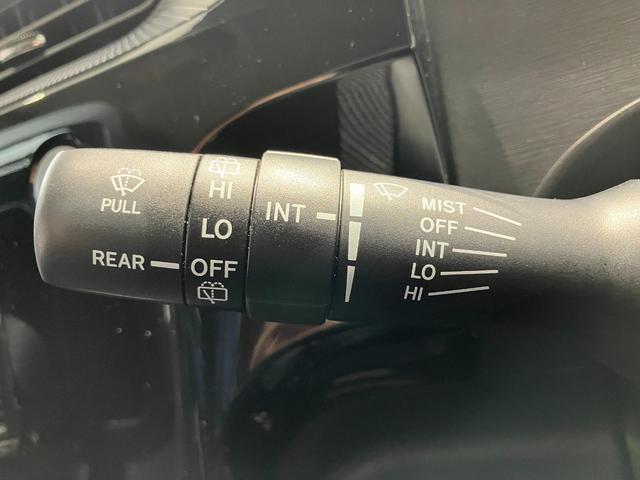 PULL
REAR
HI
LO
OFF
INT
MIST
OFF
INT
LO
HI